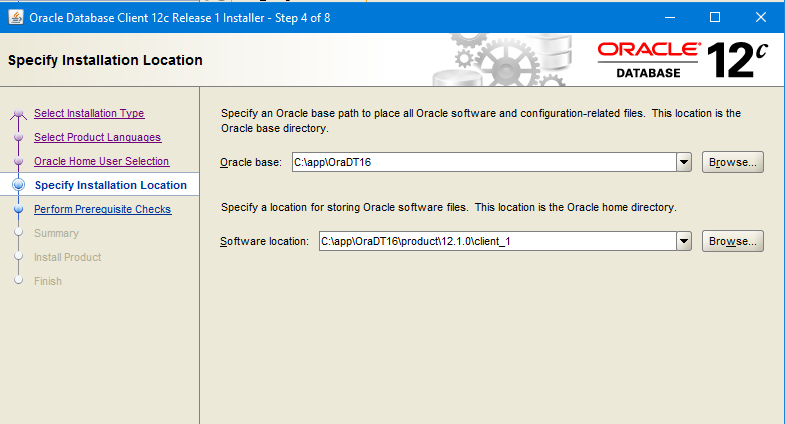 Oracle Database Client 12c Release 1 Installer - Step 4 of 8
Specify Installation Location
ORACLE®
DATABASE
12c
Select Installation Type
Select Product Languages
Oracle Home User Selection
Specify Installation Location
Perform Prerequisite Checks
Summary
Install Product
Finish
Specify an Oracle base path to place all Oracle software and configuration-related files. This location is the
Oracle base directory.
Oracle base: C:\app\OraDT16 Browse...
Specify a location for storing Oracle software files. This location is the Oracle home directory.
Software location: C:\app\OraDT16\product\12.1.0\client_1 Browse...